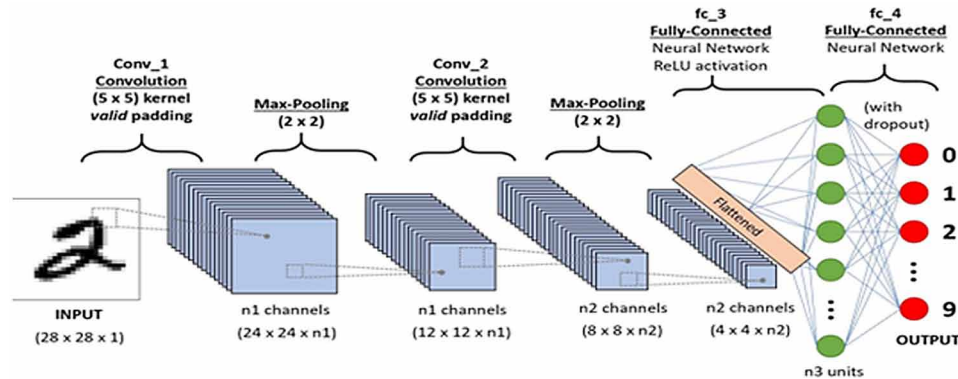 Conv_1
Convolution
(5 x 5) kernel
valid padding
Max-Pooling
(2 x 2)
Conv_2
Convolution
(5 x 5) kernel
valid padding
Max-Pooling
(2 x 2)
fc_3
Fully-Connected
Neural Network
ReLU activation
fc_4
Fully-Connected
Neural Network
(with
dropout)
2
INPUT
(28 x 28 x 1)
n1 channels
(24 x 24 x n1)
n1 channels
(12 x 12 x n1)
n2 channels
(8 x 8 x n2)
n2 channels
(4 x 4 x n2)
Flattened
n3 units
0
1
2
9
OUTPUT